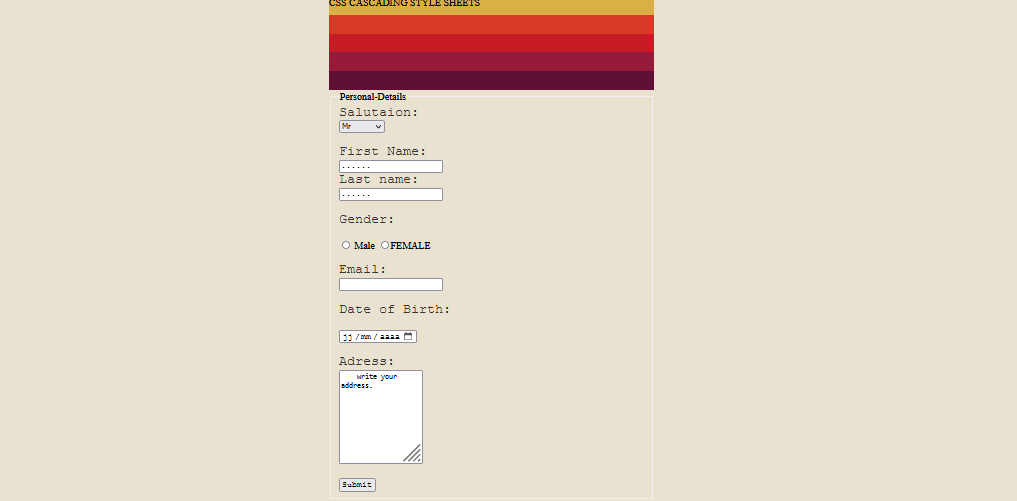 CSS CASCADING STYLE SHEETS
Personal-Details
Salutaion:
Mr
First Name:
......
Last name:
......
Gender:
Male FEMALE
Email:
Date of Birth:
jj/mm/aaaa
Adress:
write your
address.
Submit